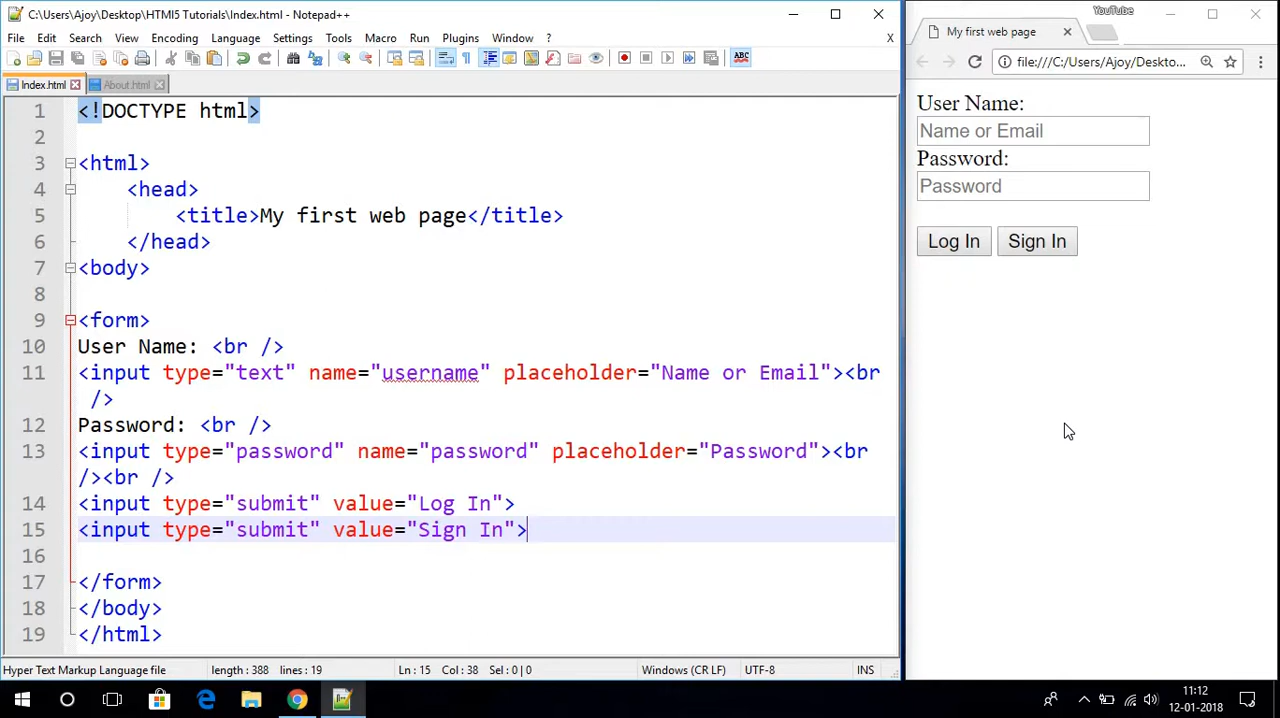 C:\Users\Ajoy\Desktop\HTMl5 Tutorials\Index.html - Notepad++
File Edit Search View Encoding Language Settings Tools Macro Run Plugins Window ? X
Index.html About.html
1 <!DOCTYPE html>
2
3 <html>
4 <head>
5 <title>My first web page</title>
6 </head>
7 <body>
8
9 <form>
10 User Name: <br />
11 <input type="text" name="username" placeholder="Name or Email"><br
/>
12 Password: <br />
13 <input type="password" name="password" placeholder="Password"><br
/><br />
14 <input type="submit" value="Log In">
15 <input type="submit" value="Sign In">
16
17 </form>
18 </body>
19 </html>
Hyper Text Markup Language file length : 388 lines : 19 Ln : 15 Col : 38 Sel : 0 | 0 Windows (CR LF) UTF-8 INS
YouTube
My first web page
file:///C:/Users/Ajoy/Deskto...
User Name:
Name or Email
Password:
Password
Log In Sign In
ABC
11:12
12-01-2018